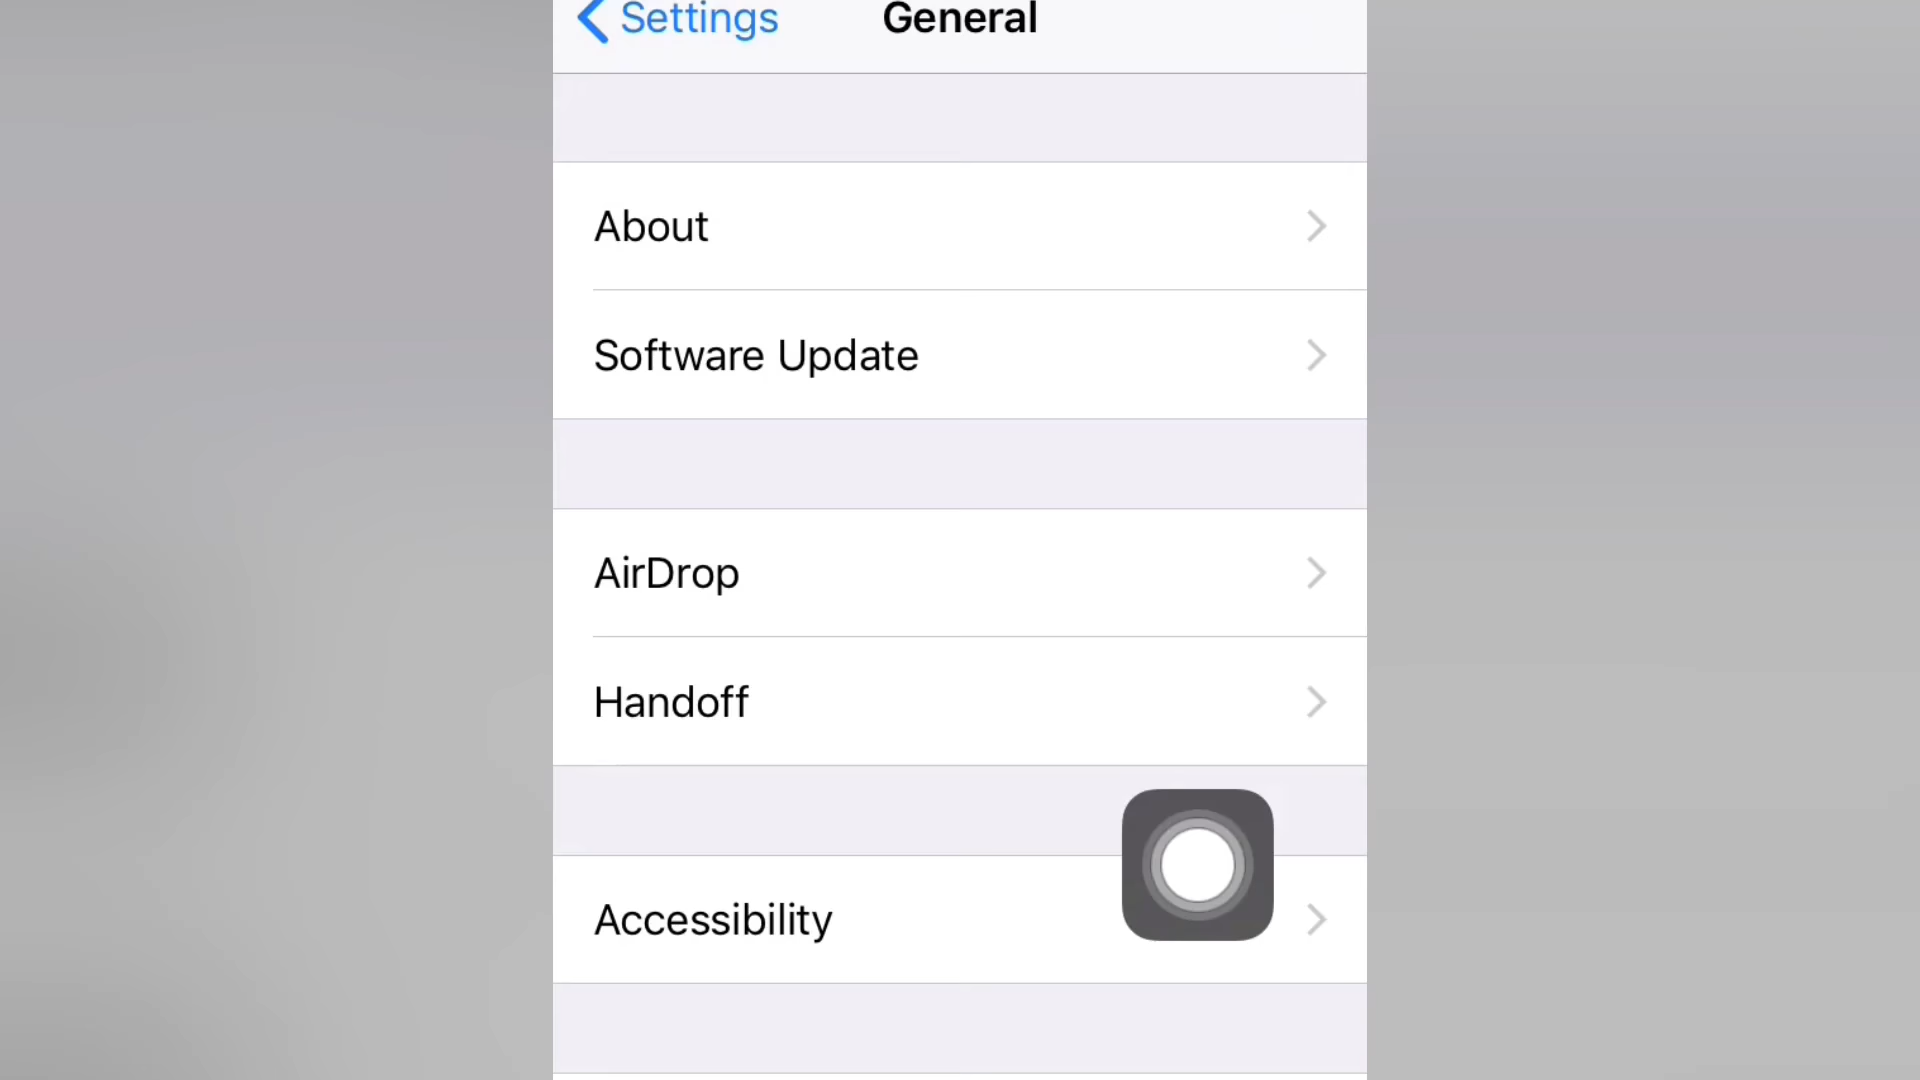 Settings
General
About
Software Update
AirDrop
Handoff
Accessibility